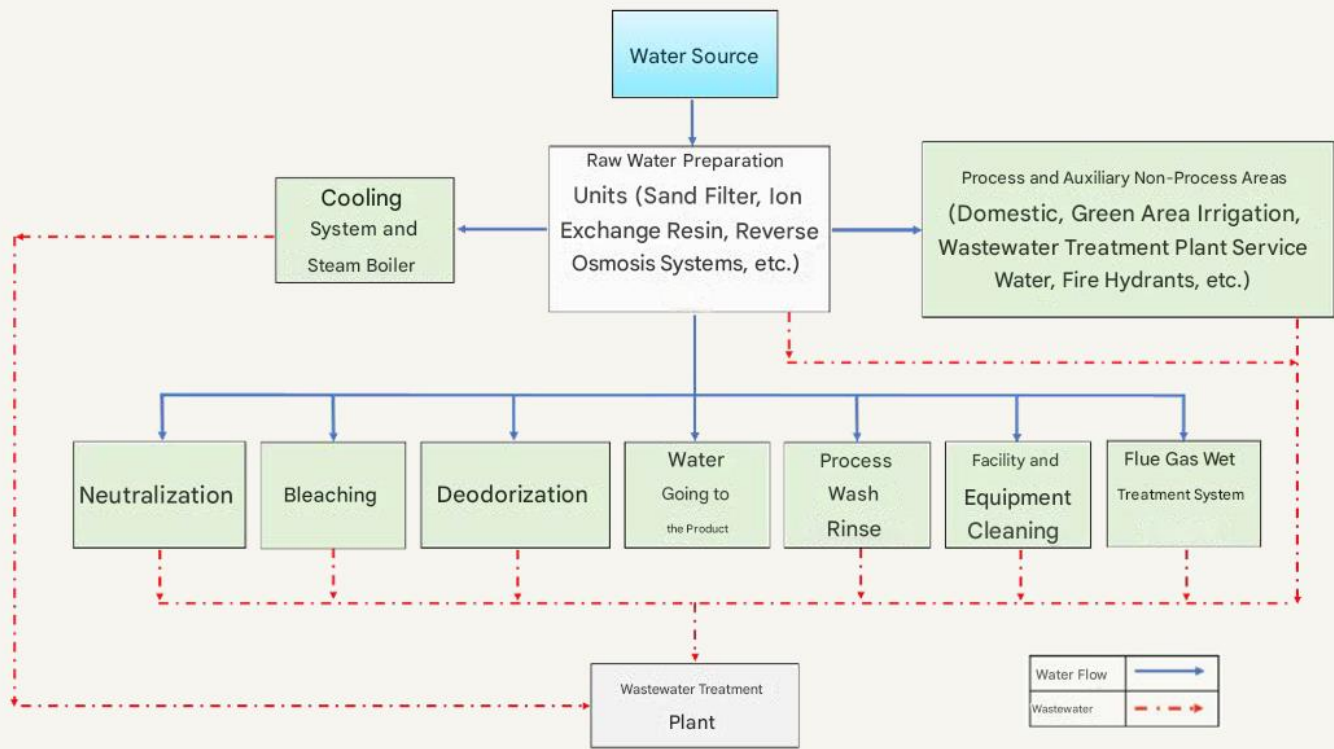 Water Source
Raw Water Preparation
Units (Sand Filter, Ion
Exchange Resin, Reverse
Osmosis Systems, etc.)
Cooling
System and
Steam Boiler
Process and Auxiliary Non-Process Areas
(Domestic, Green Area Irrigation,
Wastewater Treatment Plant Service
Water, Fire Hydrants, etc.)
Neutralization
Bleaching
Deodorization
Water
Going to
the Product
Process
Wash
Rinse
Facility and
Equipment
Cleaning
Flue Gas Wet
Treatment System
Wastewater Treatment
Plant
Water Flow
Wastewater